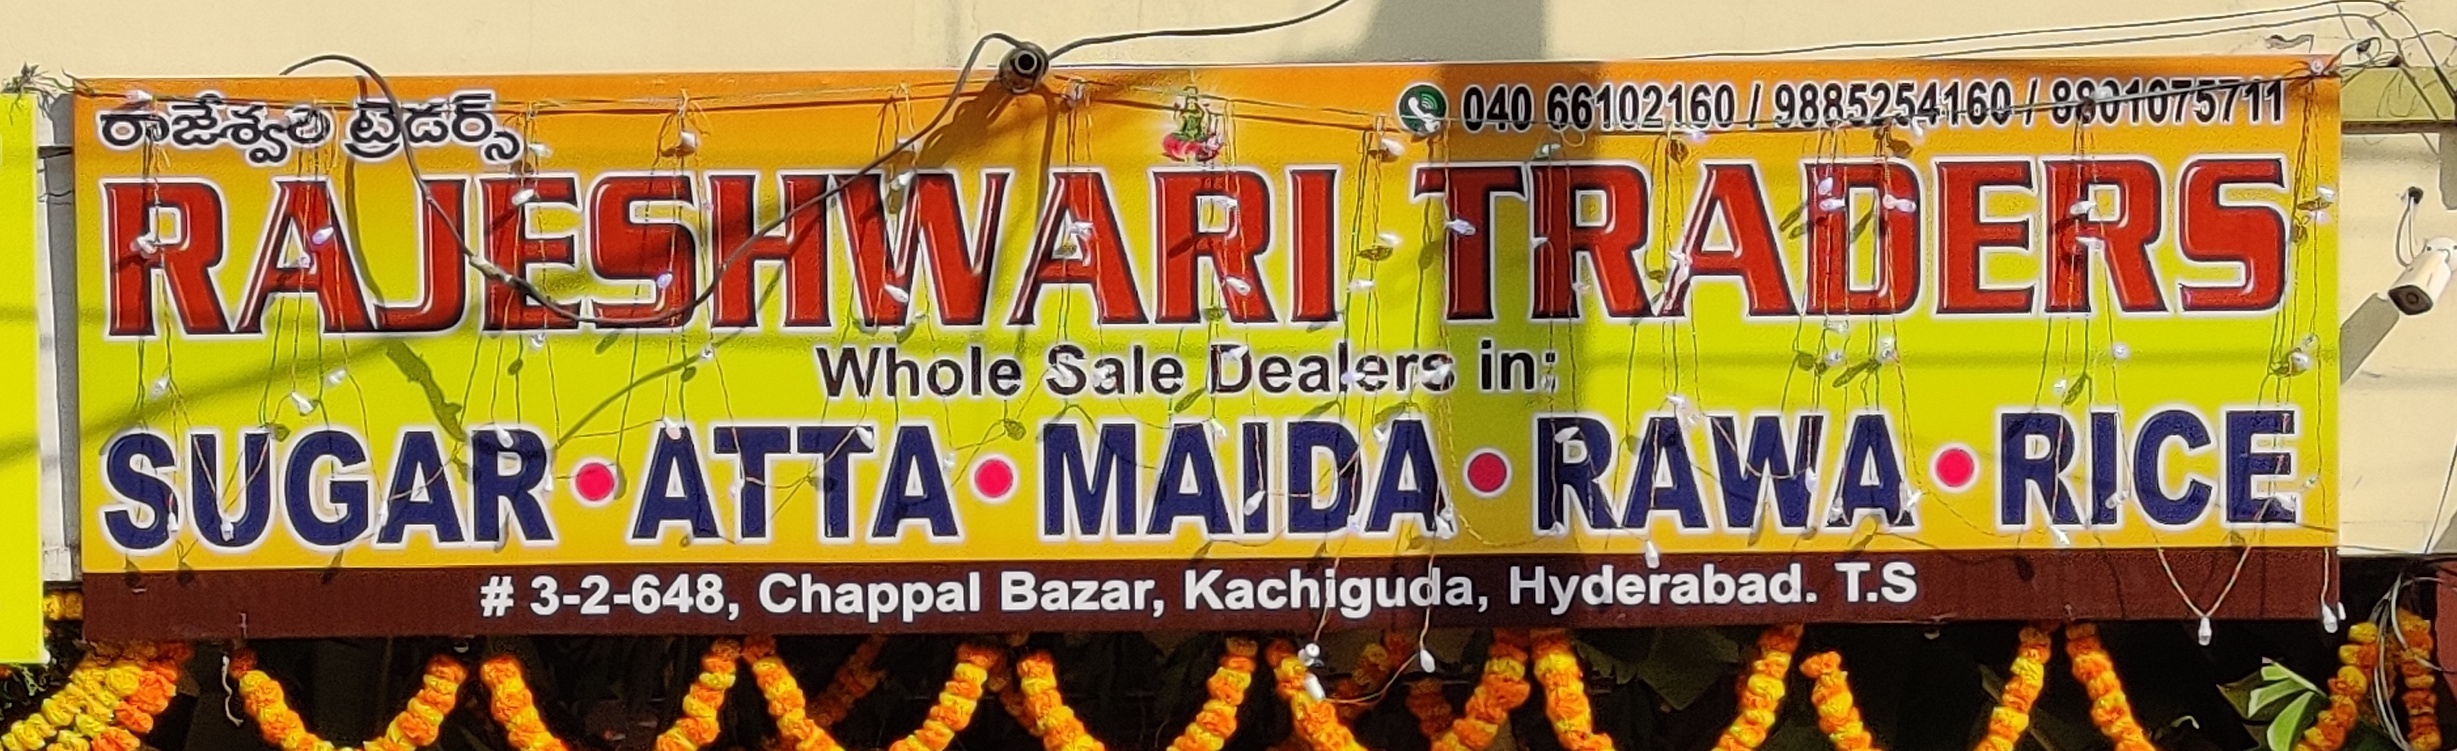 రాజేశ్వరి ట్రేడర్స్
040 66102160 / 9885254160 / 8801075711
RAJESHWARI TRADERS
Whole Sale Dealers in:
SUGAR • ATTA • MAIDA • RAWA • RICE
# 3-2-648, Chappal Bazar, Kachiguda, Hyderabad. T.S